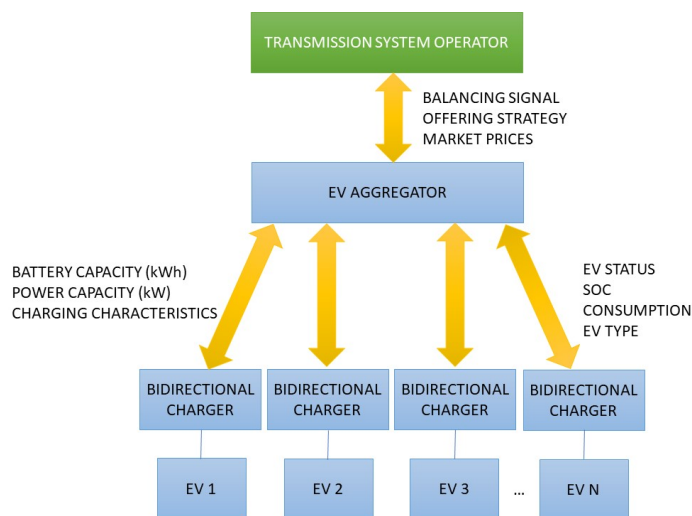 TRANSMISSION SYSTEM OPERATOR
BALANCING SIGNAL
OFFERING STRATEGY
MARKET PRICES
EV AGGREGATOR
BATTERY CAPACITY (kWh)
POWER CAPACITY (kW)
CHARGING CHARACTERISTICS
EV STATUS
SOC
CONSUMPTION
EV TYPE
BIDIRECTIONAL
CHARGER
BIDIRECTIONAL
CHARGER
BIDIRECTIONAL
CHARGER
BIDIRECTIONAL
CHARGER
EV 1
EV 2
EV 3
...
EV N